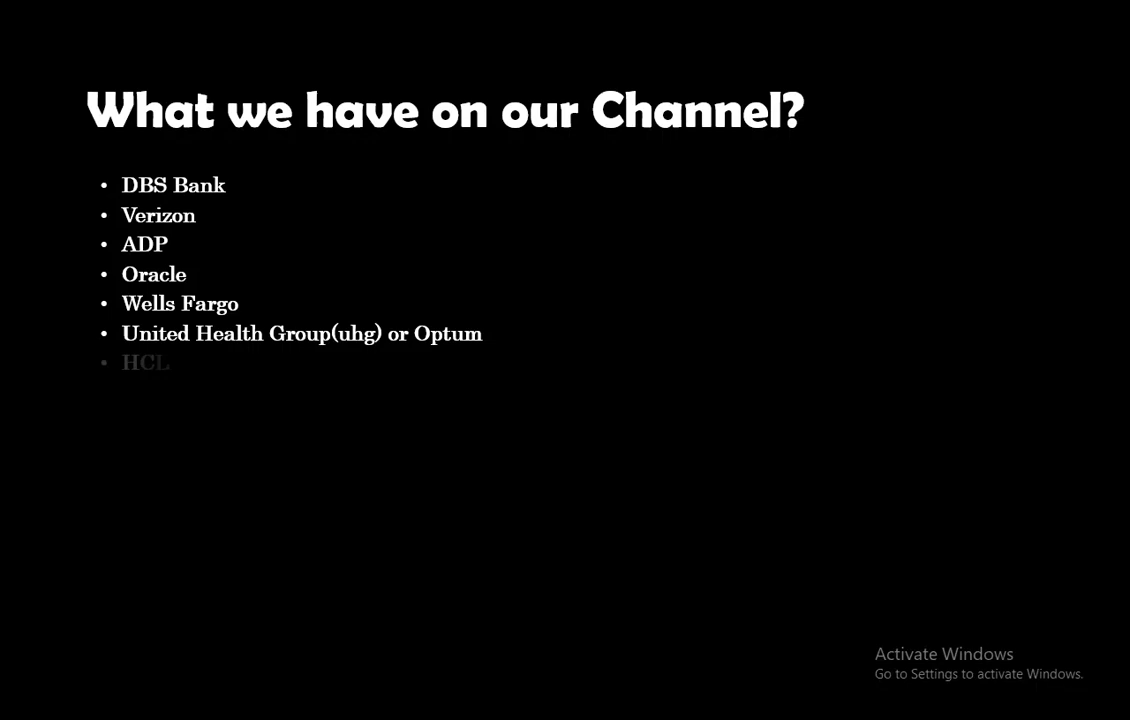 What we have on our Channel?
• DBS Bank
• Verizon
• ADP
• Oracle
• Wells Fargo
• United Health Group(uhg) or Optum
• HCL
Activate Windows
Go to Settings to activate Windows.